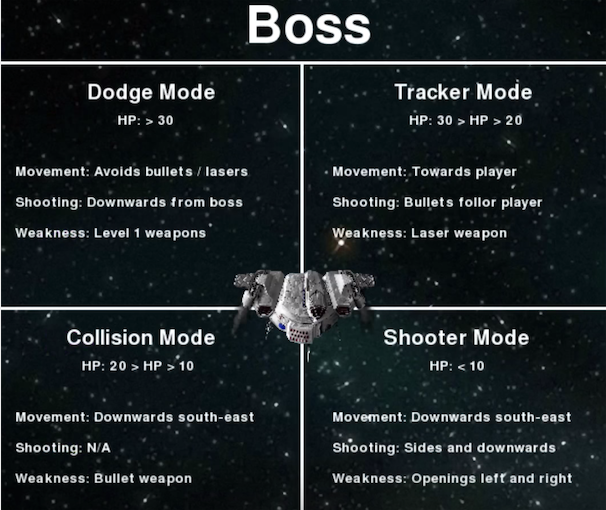 Boss
Dodge Mode
HP: > 30
Movement: Avoids bullets / lasers
Shooting: Downwards from boss
Weakness: Level 1 weapons
Tracker Mode
HP: 30 > HP > 20
Movement: Towards player
Shooting: Bullets follor player
Weakness: Laser weapon
Collision Mode
HP: 20 > HP > 10
Movement: Downwards south-east
Shooting: N/A
Weakness: Bullet weapon
Shooter Mode
HP: < 10
Movement: Downwards south-east
Shooting: Sides and downwards
Weakness: Openings left and right